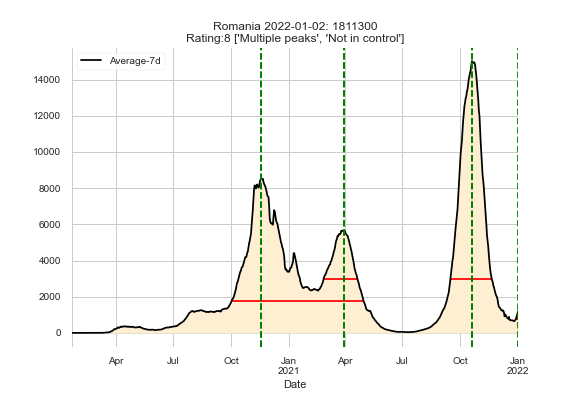 Romania 2022-01-02: 1811300
Rating:8 ['Multiple peaks', 'Not in control']
Average-7d
14000
12000
10000
8000
6000
4000
2000
0
Apr Jul Oct Jan Apr Jul Oct Jan
2021 2022
Date